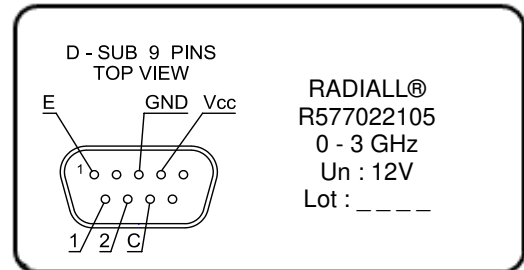 D - SUB 9 PINS
TOP VIEW
E GND Vcc
1
1 2 C
RADIALL®
R577022105
0 - 3 GHz
Un : 12V
Lot : _ _ _ _